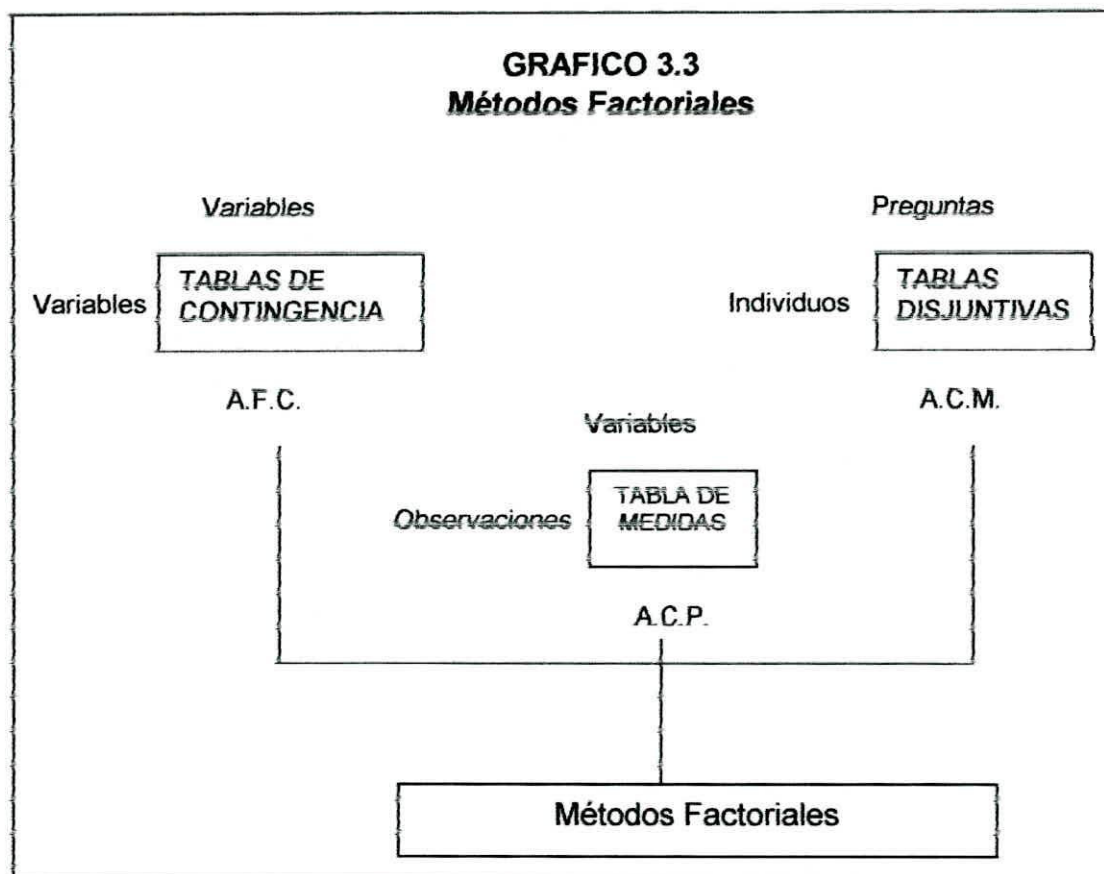 GRAFICO 3.3
Métodos Factoriales
Variables
Variables
TABLAS DE
CONTINGENCIA
A.F.C.
Preguntas
Individuos
TABLAS
DISJUNTIVAS
A.C.M.
Variables
Observaciones
TABLA DE
MEDIDAS
A.C.P.
Métodos Factoriales